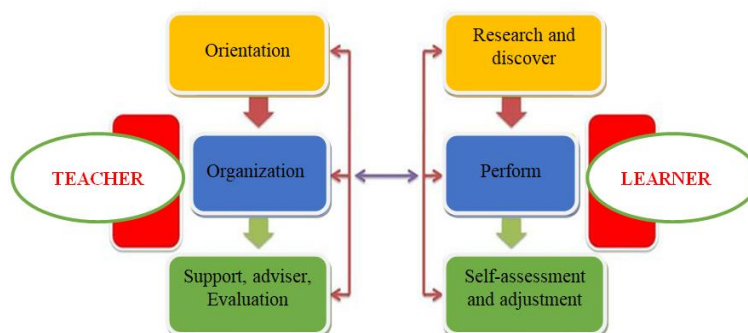 Orientation
Research and
discover
TEACHER
Organization
Perform
LEARNER
Support, adviser,
Evaluation
Self-assessment
and adjustment